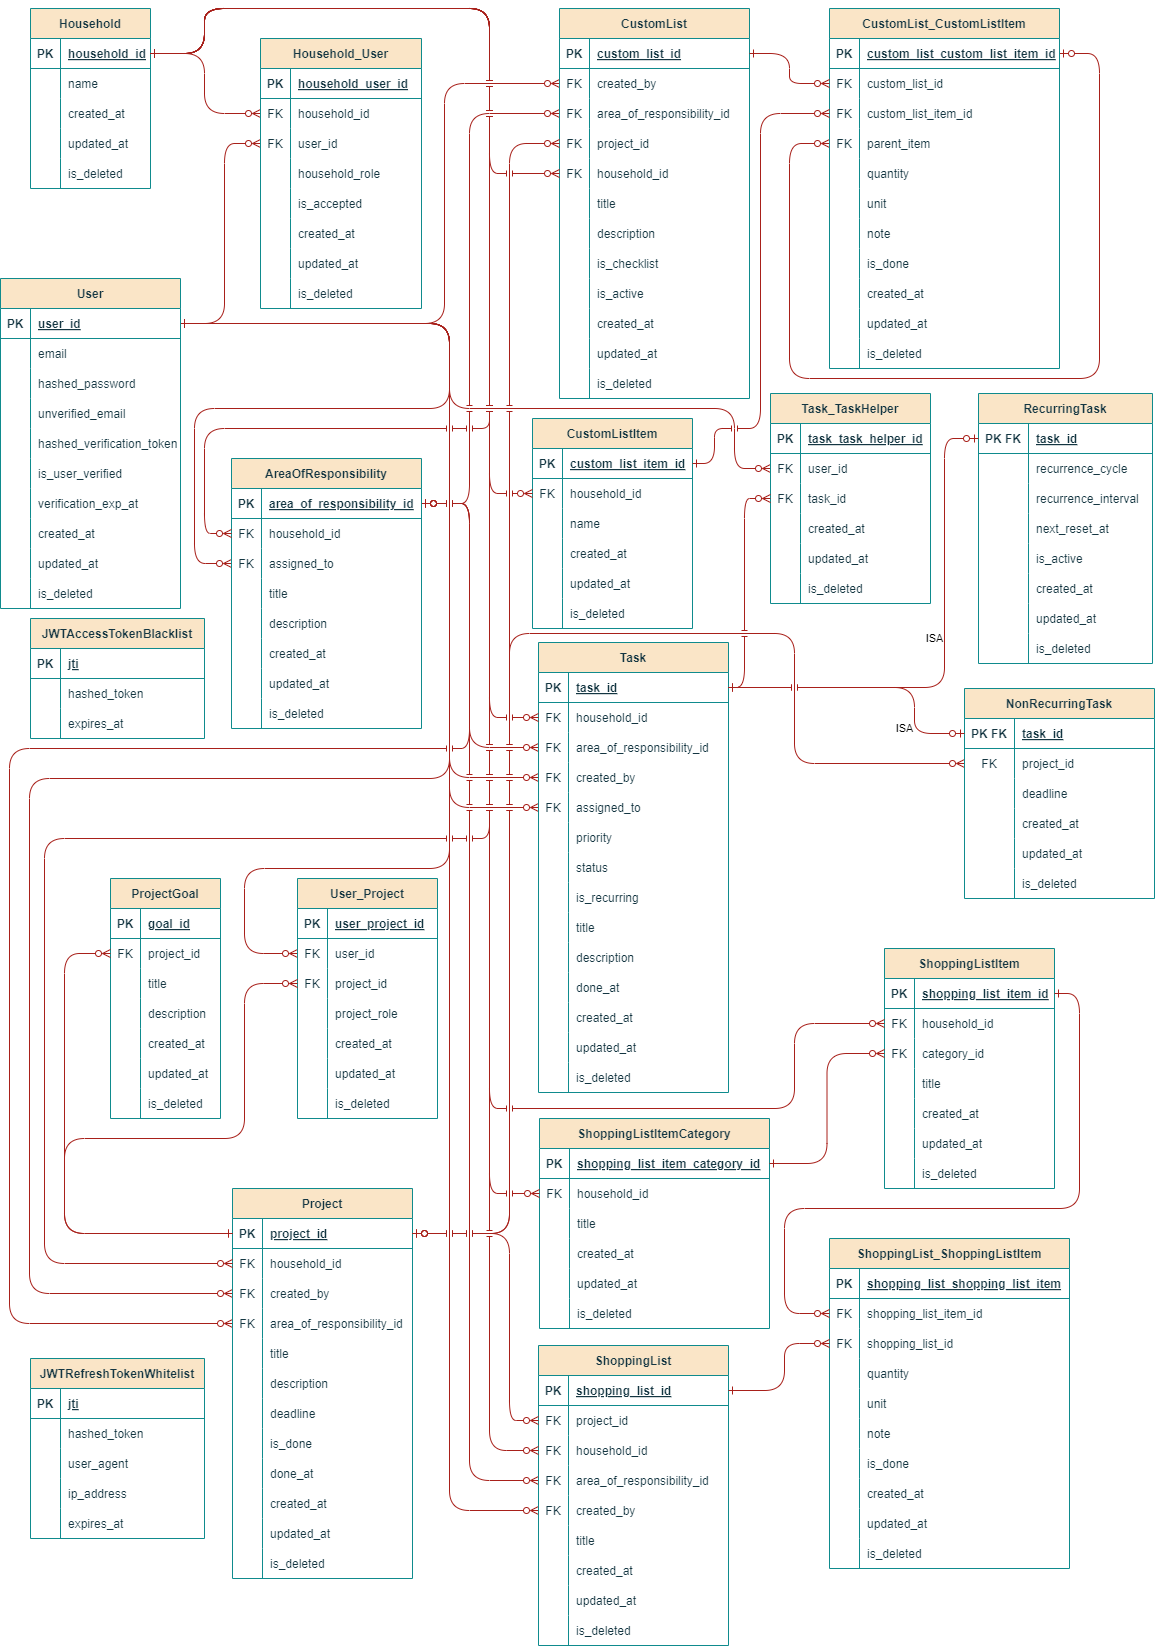 Household
PK household_id
name
created_at
updated_at
is_deleted
Household_User
PK household_user_id
FK household_id
FK user_id
household_role
is_accepted
created_at
updated_at
is_deleted
CustomList
PK custom_list_id
FK created_by
FK area_of_responsibility_id
FK project_id
FK household_id
title
description
is_checklist
is_active
created_at
updated_at
is_deleted
CustomList_CustomListItem
PK custom_list_custom_list_item_id
FK custom_list_id
FK custom_list_item_id
FK parent_item
quantity
unit
note
is_done
created_at
updated_at
is_deleted
User
PK user_id
email
hashed_password
unverified_email
hashed_verification_token
is_user_verified
verification_exp_at
created_at
updated_at
is_deleted
AreaOfResponsibility
PK area_of_responsibility_id
FK household_id
FK assigned_to
title
description
created_at
updated_at
is_deleted
CustomListItem
PK custom_list_item_id
FK household_id
name
created_at
updated_at
is_deleted
Task_TaskHelper
PK task_task_helper_id
FK user_id
FK task_id
created_at
updated_at
is_deleted
RecurringTask
PK FK task_id
recurrence_cycle
recurrence_interval
next_reset_at
is_active
created_at
updated_at
is_deleted
ISA
JWTAccessTokenBlacklist
PK jti
hashed_token
expires_at
Task
PK task_id
FK household_id
FK area_of_responsibility_id
FK created_by
FK assigned_to
priority
status
is_recurring
title
description
done_at
created_at
updated_at
is_deleted
ISA
NonRecurringTask
PK FK task_id
FK project_id
deadline
created_at
updated_at
is_deleted
ProjectGoal
PK goal_id
FK project_id
title
description
created_at
updated_at
is_deleted
User_Project
PK user_project_id
FK user_id
FK project_id
project_role
created_at
updated_at
is_deleted
ShoppingListItem
PK shopping_list_item_id
FK household_id
FK category_id
title
created_at
updated_at
is_deleted
ShoppingListItemCategory
PK shopping_list_item_category_id
FK household_id
title
created_at
updated_at
is_deleted
Project
PK project_id
FK household_id
FK created_by
FK area_of_responsibility_id
title
description
deadline
is_done
done_at
created_at
updated_at
is_deleted
ShoppingList_ShoppingListItem
PK shopping_list_shopping_list_item
FK shopping_list_item_id
FK shopping_list_id
quantity
unit
note
is_done
created_at
updated_at
is_deleted
JWTRefreshTokenWhitelist
PK jti
hashed_token
user_agent
ip_address
expires_at
ShoppingList
PK shopping_list_id
FK project_id
FK household_id
FK area_of_responsibility_id
FK created_by
title
created_at
updated_at
is_deleted